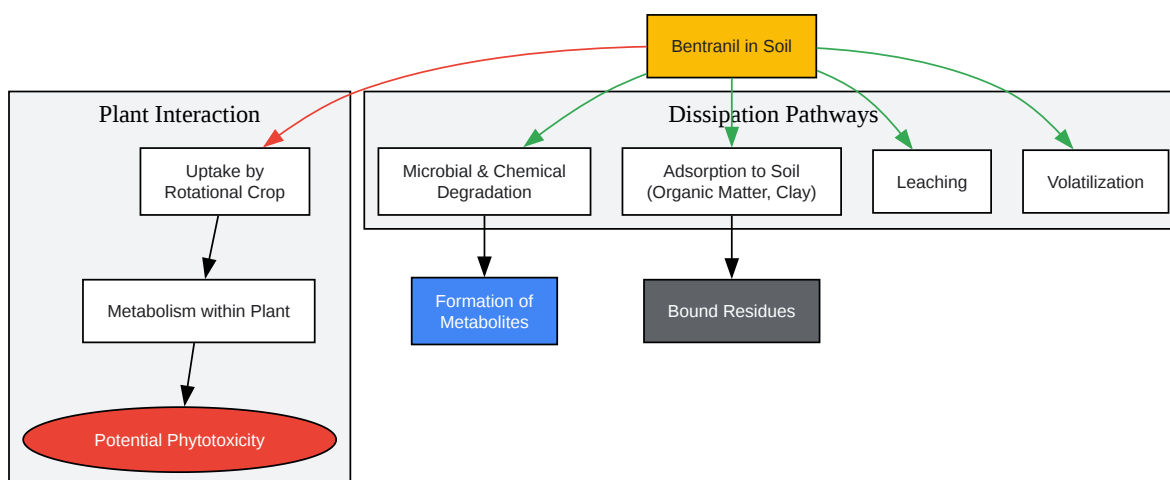 Bentranil in Soil
Plant Interaction
Dissipation Pathways
Uptake by
Rotational Crop
Microbial & Chemical
Degradation
Adsorption to Soil
(Organic Matter, Clay)
Leaching
Volatilization
Metabolism within Plant
Formation of
Metabolites
Bound Residues
Potential Phytotoxicity